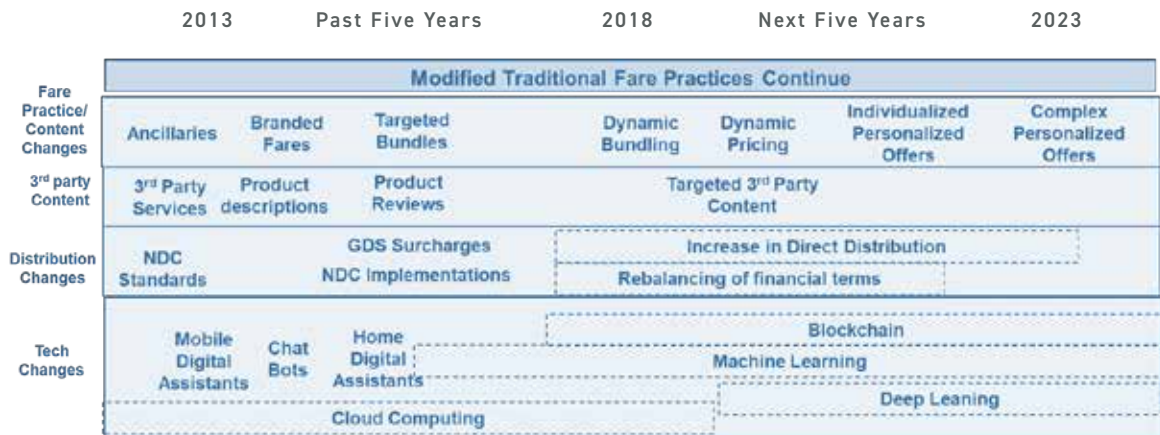 2013 Past Five Years 2018 Next Five Years 2023
Modified Traditional Fare Practices Continue
Fare
Practice/
Content
Changes
Ancillaries
Branded
Fares
Targeted
Bundles
Dynamic
Bundling
Dynamic
Pricing
Individualized
Personalized
Offers
Complex
Personalized
Offers
3rd party
Content
3rd Party
Services
Product
descriptions
Product
Reviews
Targeted 3rd Party
Content
Distribution
Changes
NDC
Standards
GDS Surcharges
NDC Implementations
Increase in Direct Distribution
Rebalancing of financial terms
Tech
Changes
Mobile
Digital
Assistants
Chat
Bots
Home
Digital
Assistants
Blockchain
Machine Learning
Deep Leaning
Cloud Computing